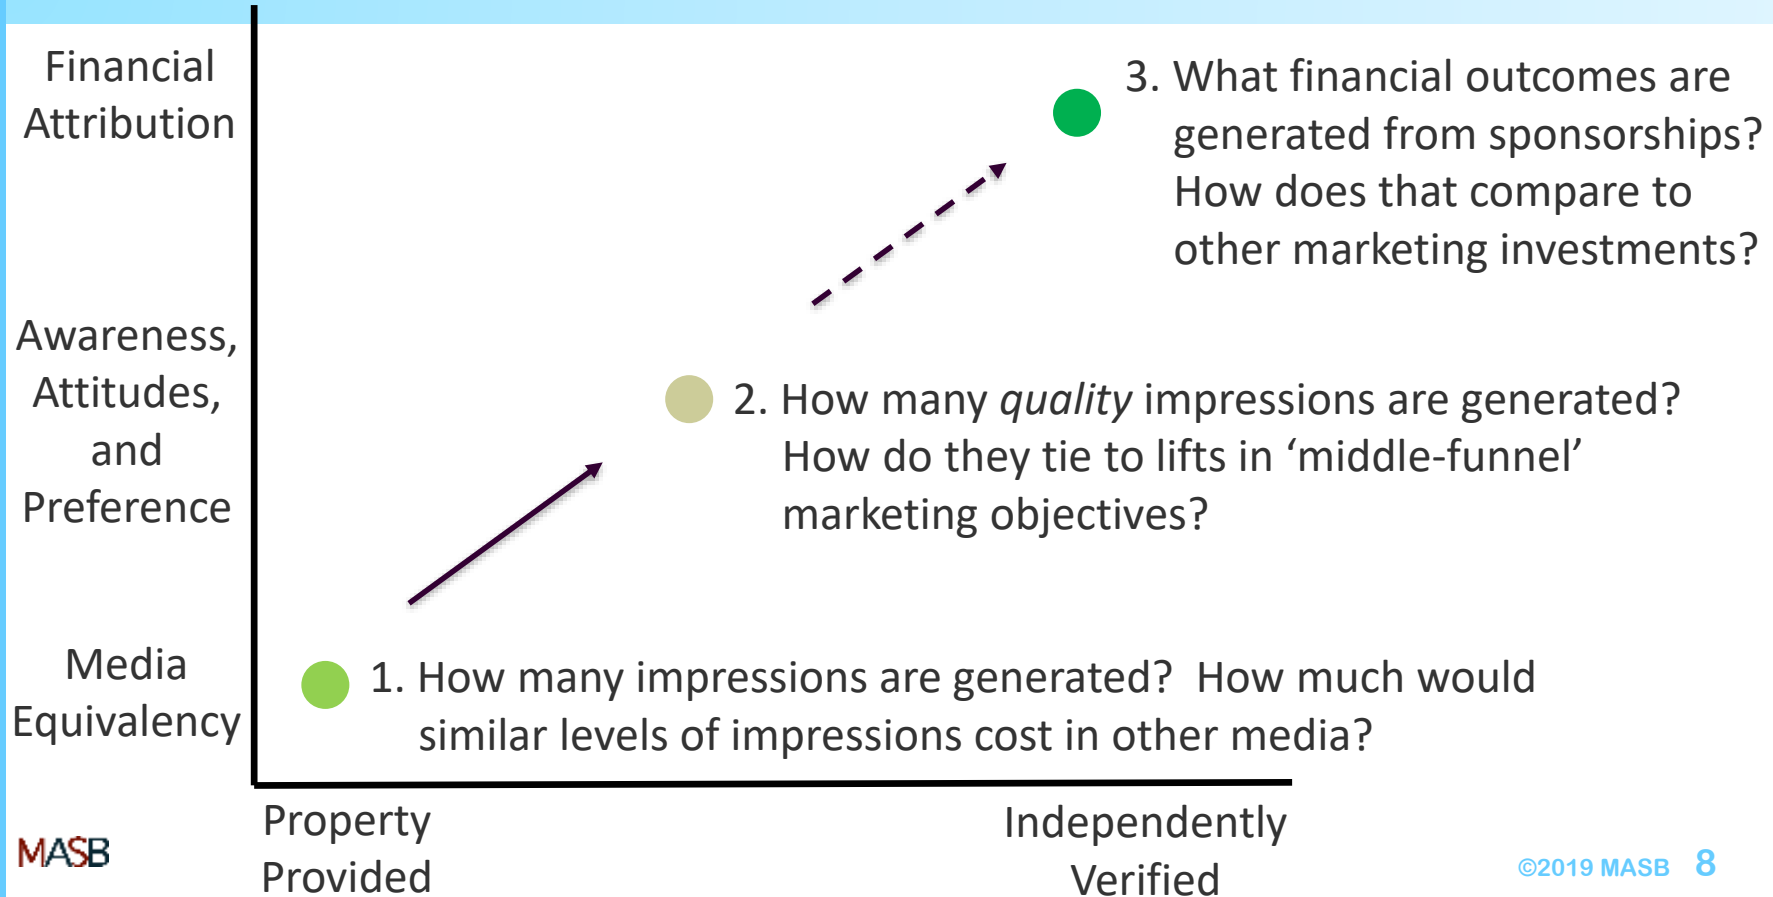 Financial
Attribution
3. What financial outcomes are
generated from sponsorships?
How does that compare to
other marketing investments?
Awareness,
Attitudes,
and
Preference
2. How many quality impressions are generated?
How do they tie to lifts in ‘middle-funnel’
marketing objectives?
Media
Equivalency
1. How many impressions are generated?  How much would
similar levels of impressions cost in other media?
Property
Provided
Independently
Verified
MASB
©2019 MASB 8